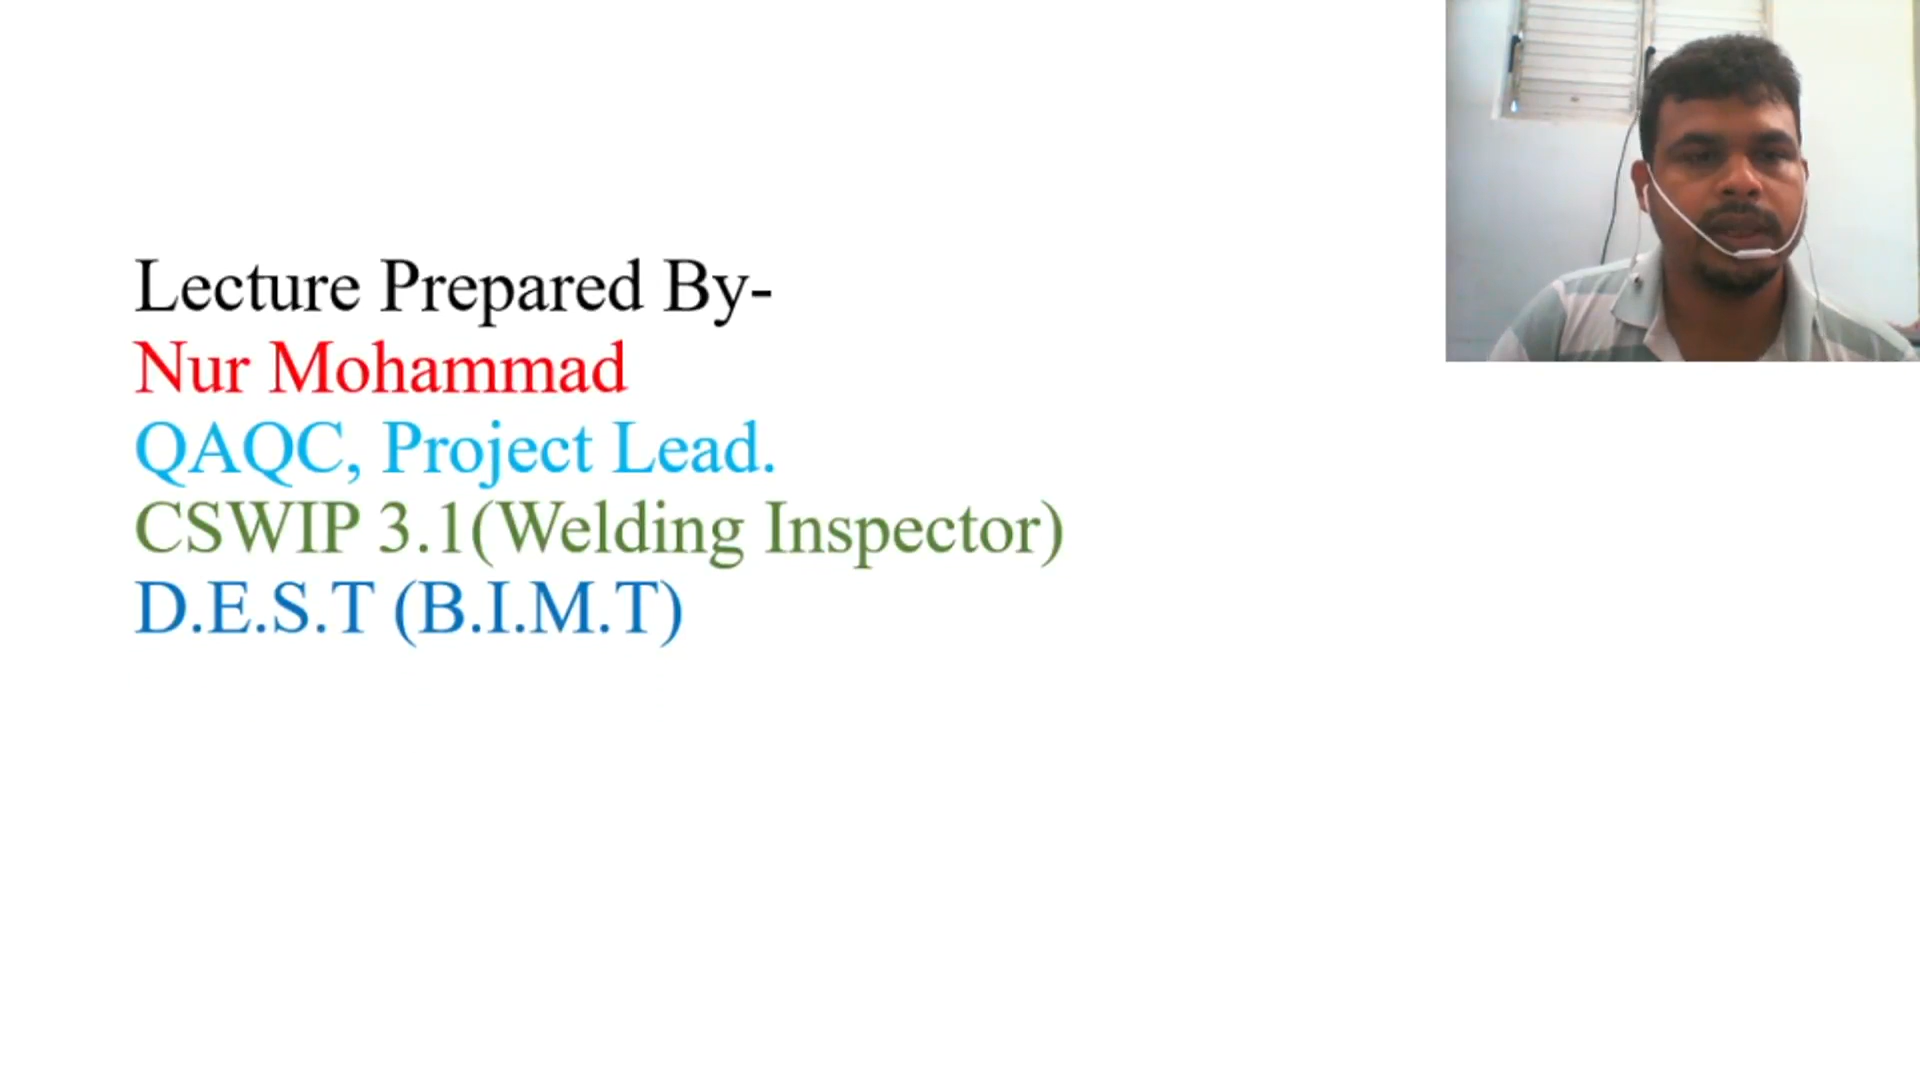 Lecture Prepared By-
Nur Mohammad
QAQC, Project Lead.
CSWIP 3.1(Welding Inspector)
D.E.S.T (B.I.M.T)